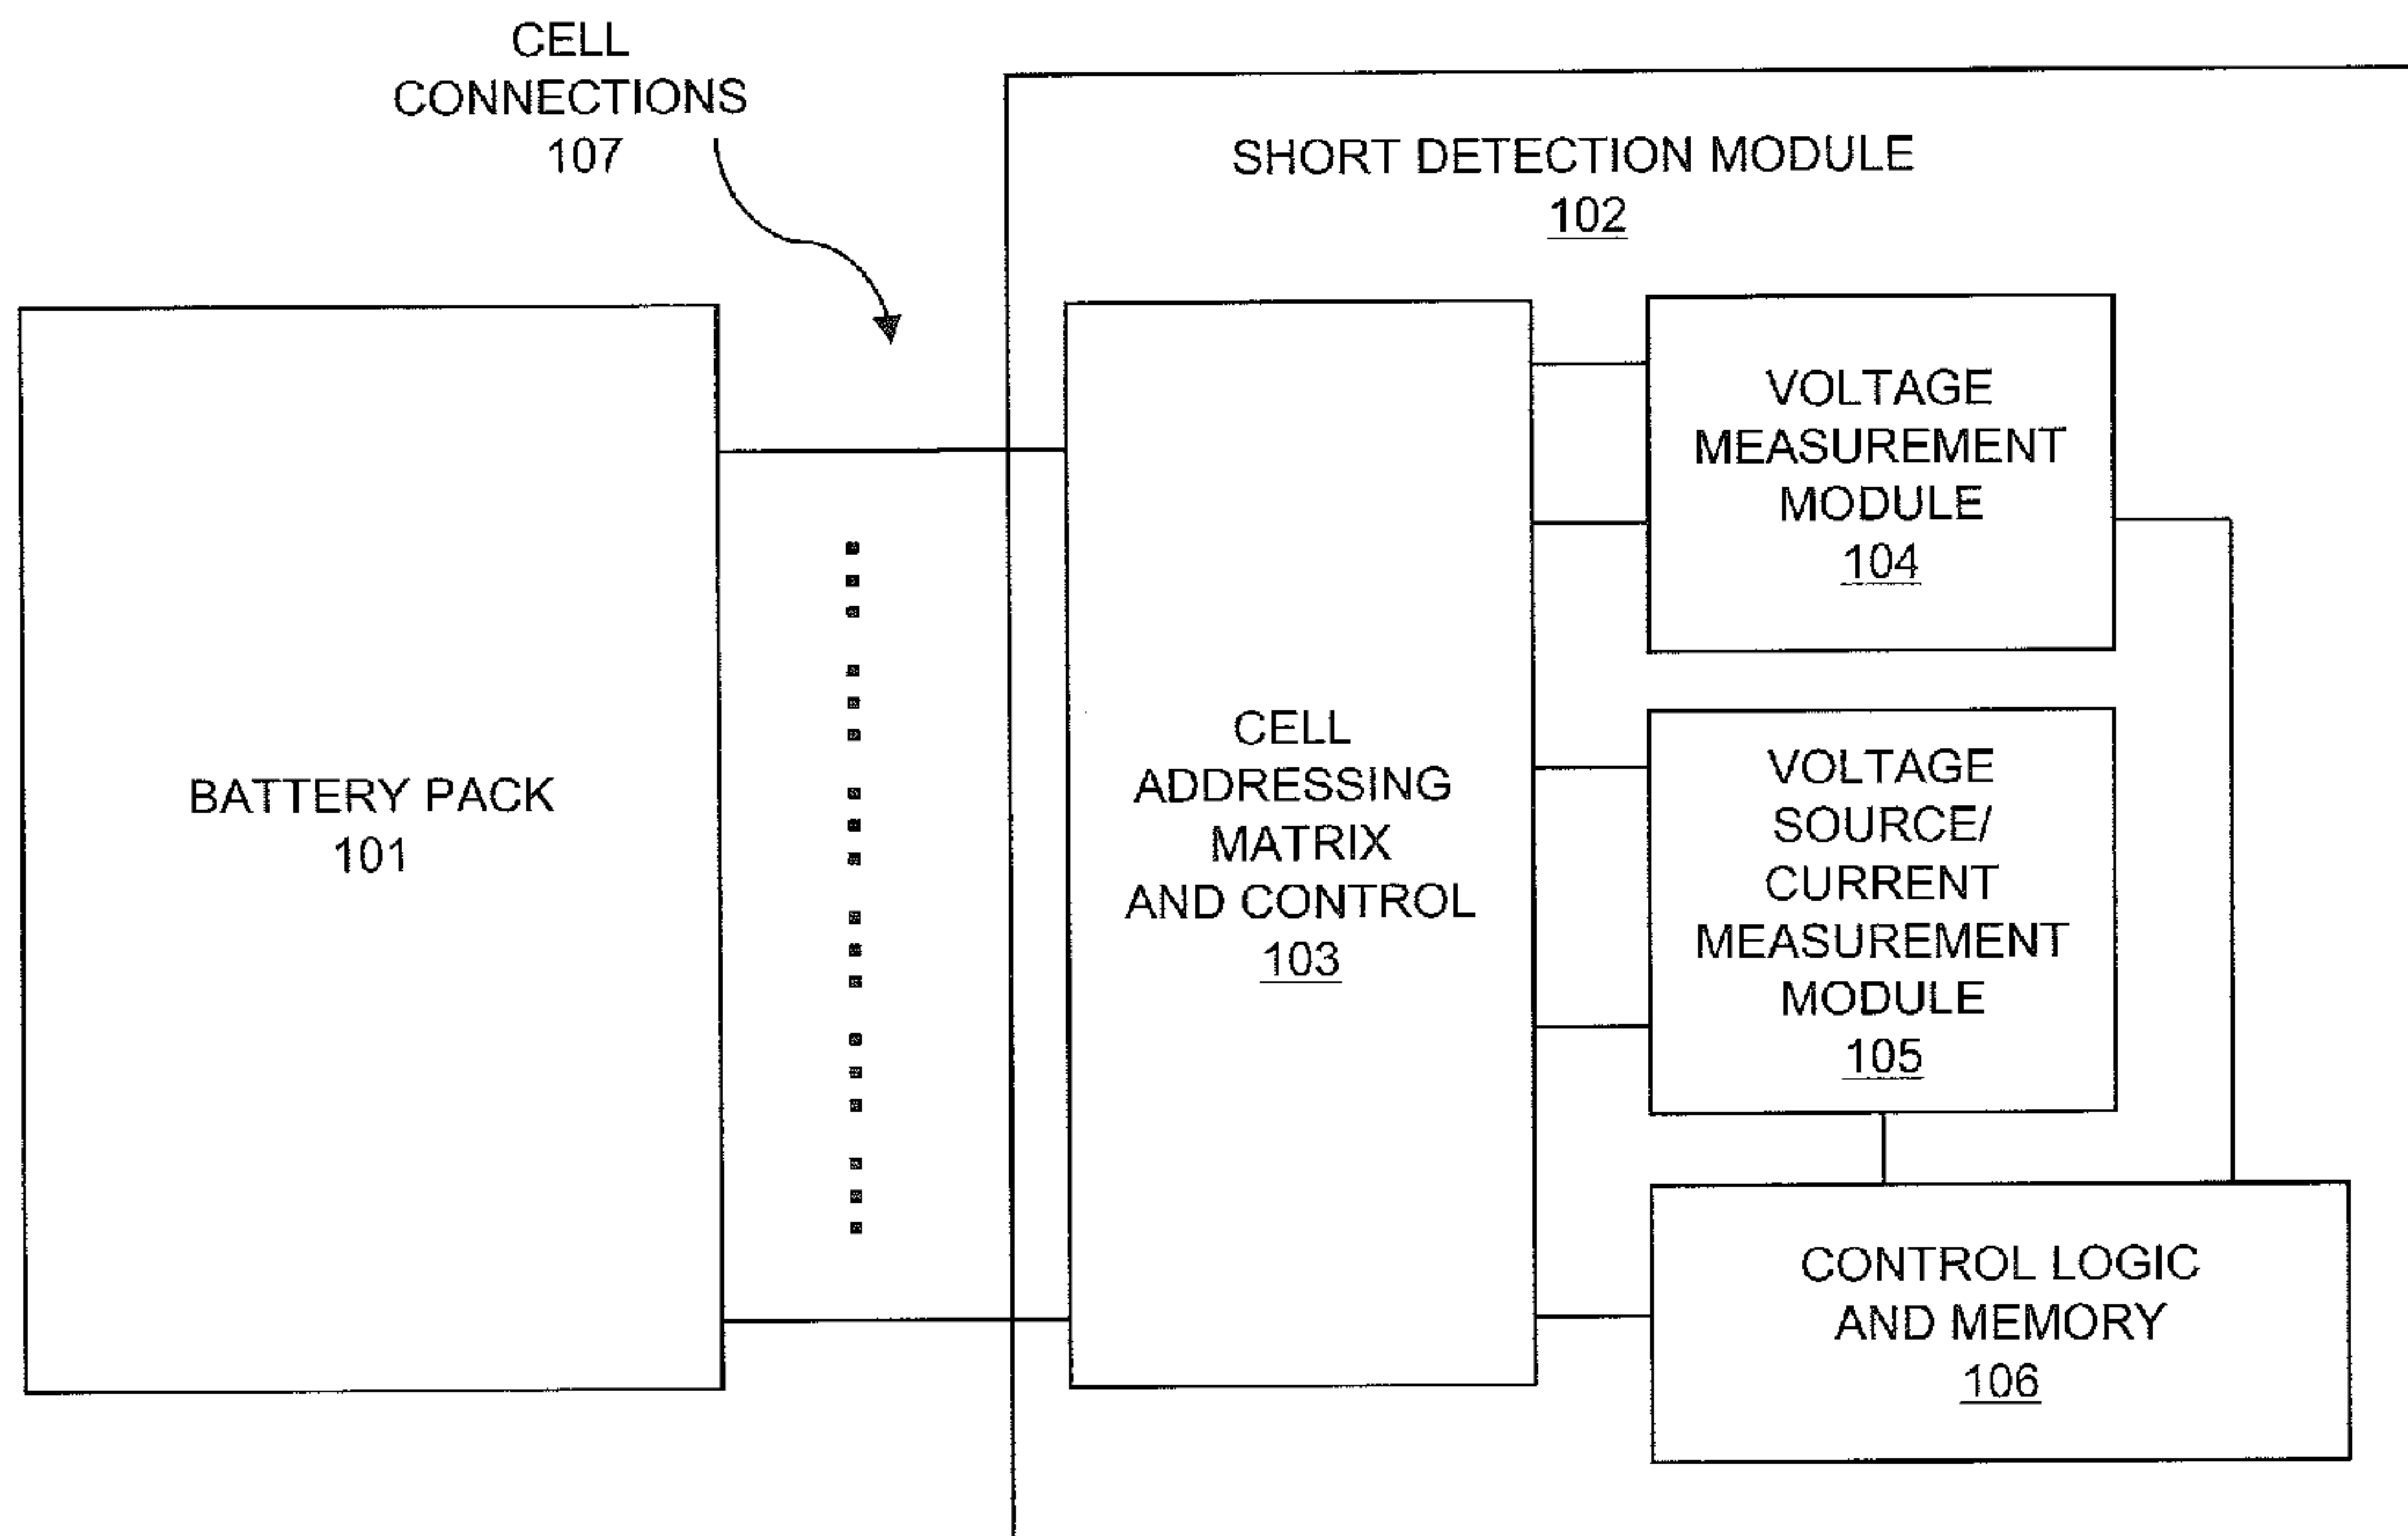 CELL
CONNECTIONS
107
SHORT DETECTION MODULE
102
BATTERY PACK
101
CELL
ADDRESSING
MATRIX
AND CONTROL
103
VOLTAGE
MEASUREMENT
MODULE
104
VOLTAGE
SOURCE/
CURRENT
MEASUREMENT
MODULE
105
CONTROL LOGIC
AND MEMORY
106